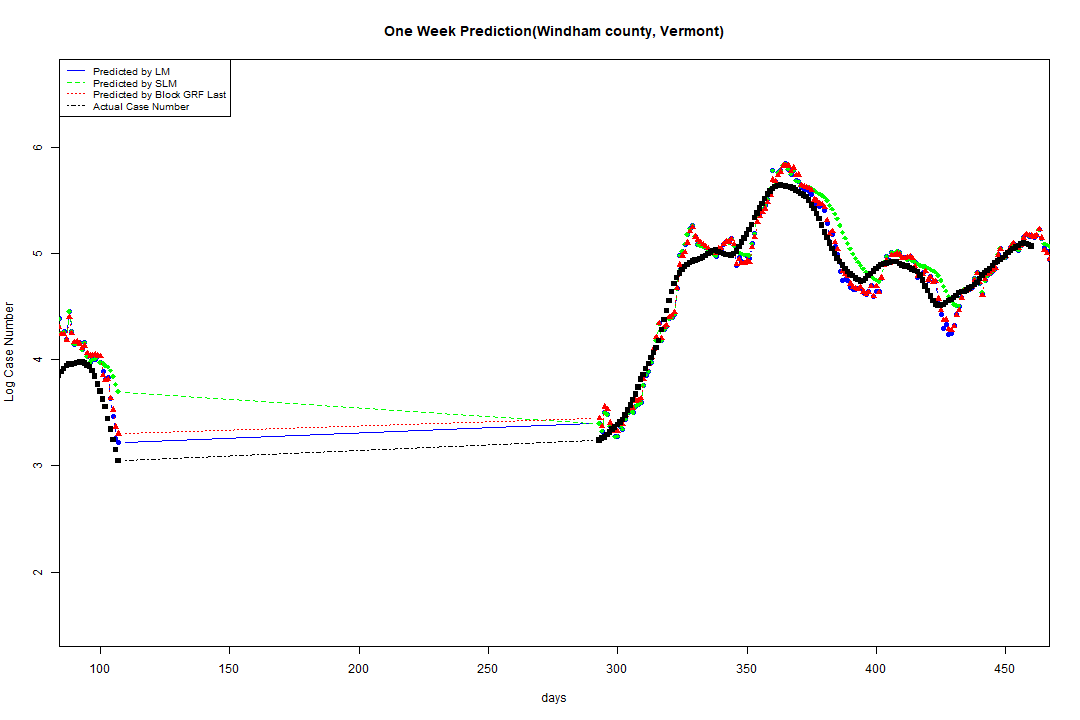 One Week Prediction(Windham county, Vermont)
Predicted by LM
Predicted by SLM
Predicted by Block GRF Last
Actual Case Number
Log Case Number
6
5
4
3
2
100 150 200 250 300 350 400 450
days